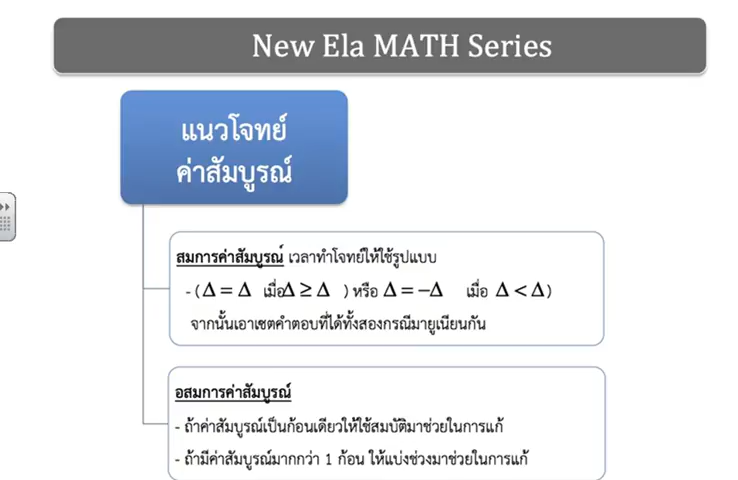 New Ela MATH Series
แนวโจทย์
ค่าสัมบูรณ์
สมการค่าสัมบูรณ์ เวลาทำโจทย์ให้ใช้รูปแบบ
- ( Δ = Δ เมื่อΔ ≥ Δ ) หรือ Δ = −Δ เมื่อ Δ < Δ)
จากนั้นเอาเซตคำตอบที่ได้ทั้งสองกรณีมายูเนียนกัน
อสมการค่าสัมบูรณ์
- ถ้าค่าสัมบูรณ์เป็นก้อนเดียวให้ใช้สมบัติมาช่วยในการแก้
- ถ้ามีค่าสัมบูรณ์มากกว่า 1 ก้อน ให้แบ่งช่วงมาช่วยในการแก้